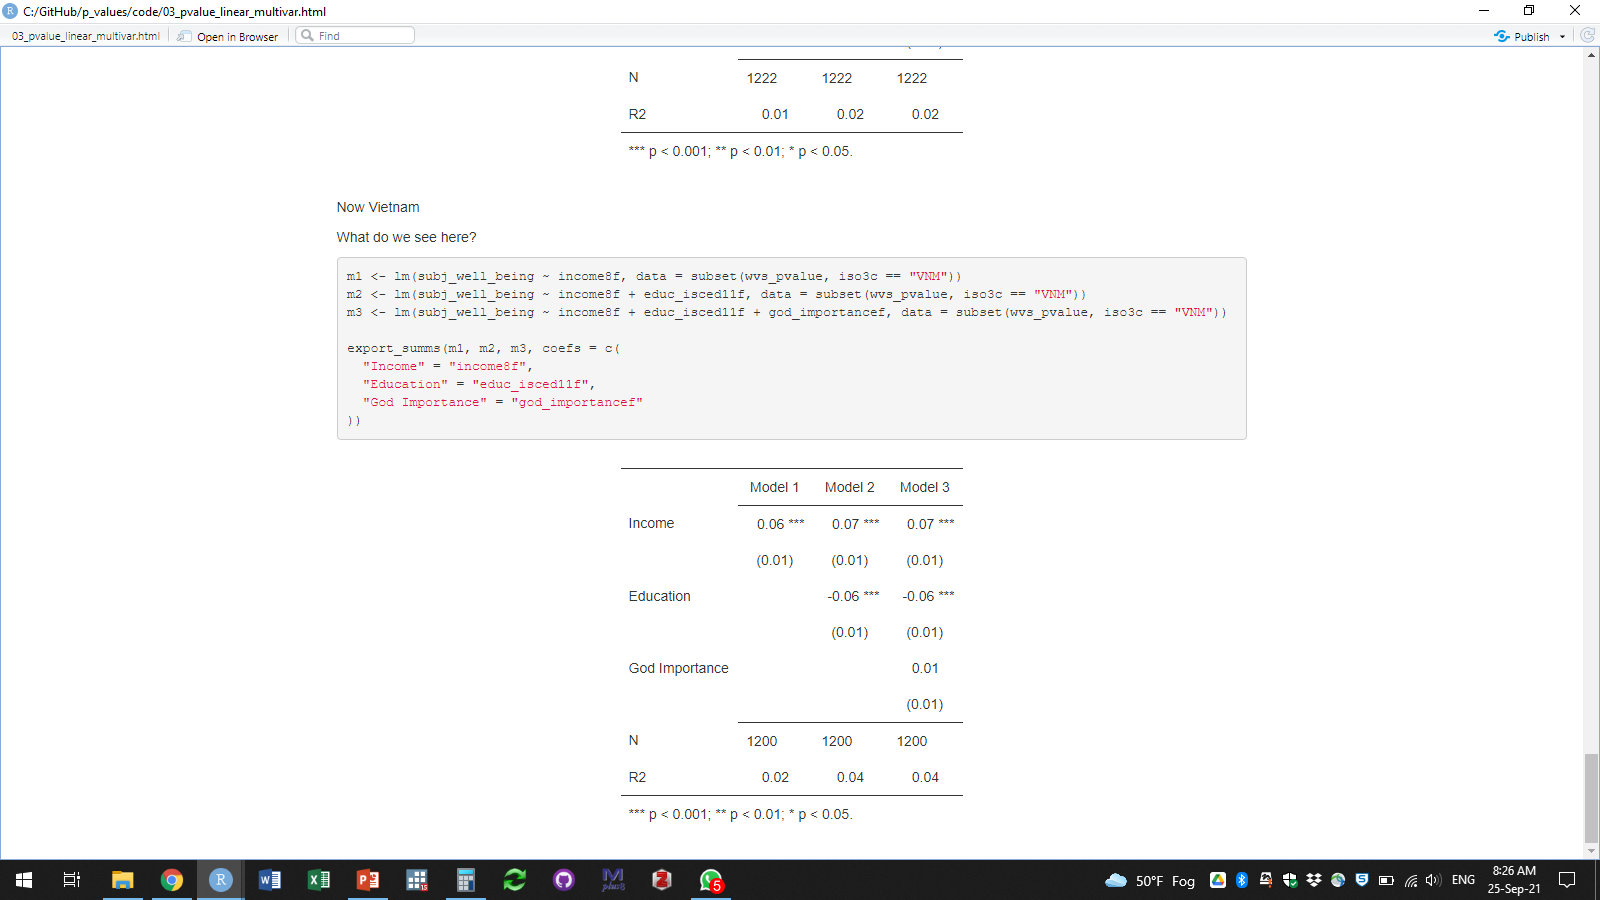 C:/GitHub/p_values/code/03_pvalue_linear_multivar.html
03_pvalue_linear_multivar.html Open in Browser Find Publish
N 1222 1222 1222
R2 0.01 0.02 0.02
*** p < 0.001; ** p < 0.01; * p < 0.05.
Now Vietnam
What do we see here?
m1 <- lm(subj_well_being ~ income8f, data = subset(wvs_pvalue, iso3c == "VNM"))
m2 <- lm(subj_well_being ~ income8f + educ_isced11f, data = subset(wvs_pvalue, iso3c == "VNM"))
m3 <- lm(subj_well_being ~ income8f + educ_isced11f + god_importancef, data = subset(wvs_pvalue, iso3c == "VNM"))
export_summs(m1, m2, m3, coefs = c(
"Income" = "income8f",
"Education" = "educ_isced11f",
"God Importance" = "god_importancef"
))
Model 1 Model 2 Model 3
Income 0.06 *** 0.07 *** 0.07 ***
(0.01) (0.01) (0.01)
Education -0.06 *** -0.06 ***
(0.01) (0.01)
God Importance 0.01
(0.01)
N 1200 1200 1200
R2 0.02 0.04 0.04
*** p < 0.001; ** p < 0.01; * p < 0.05.
50°F Fog ENG 8:26 AM
25-Sep-21